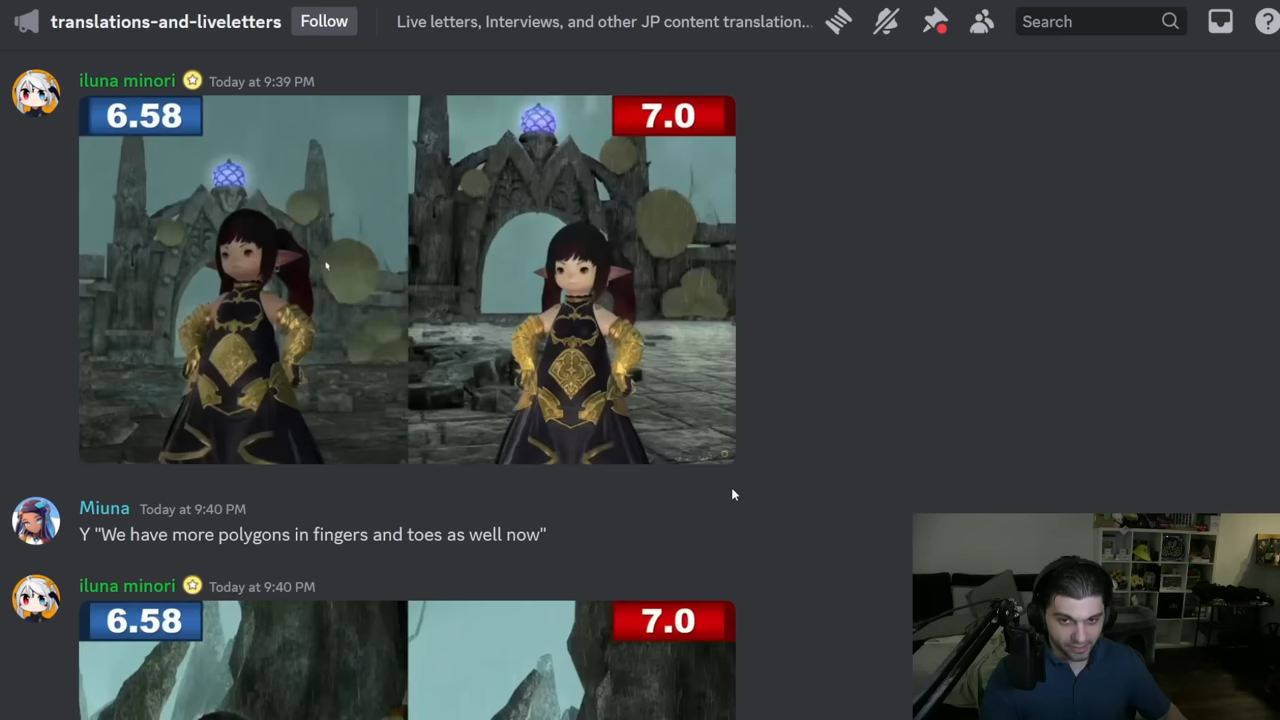 translations-and-liveletters Follow Live letters, Interviews, and other JP content translation... Search
iluna minori Today at 9:39 PM
6.58 7.0
Miuna Today at 9:40 PM
Y "We have more polygons in fingers and toes as well now"
iluna minori Today at 9:40 PM
6.58 7.0